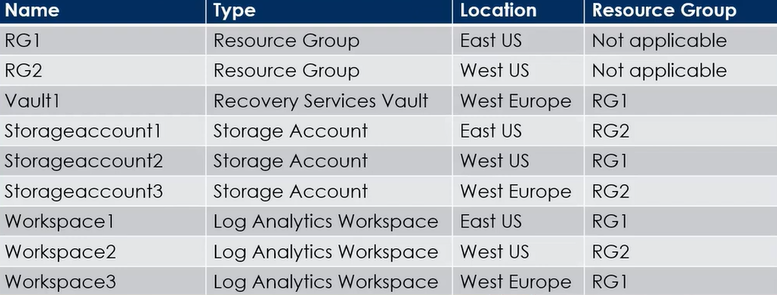 Name Type Location Resource Group
RG1 Resource Group East US Not applicable
RG2 Resource Group West US Not applicable
Vault1 Recovery Services Vault West Europe RG1
Storageaccount1 Storage Account East US RG2
Storageaccount2 Storage Account West US RG1
Storageaccount3 Storage Account West Europe RG2
Workspace1 Log Analytics Workspace East US RG1
Workspace2 Log Analytics Workspace West US RG2
Workspace3 Log Analytics Workspace West Europe RG1